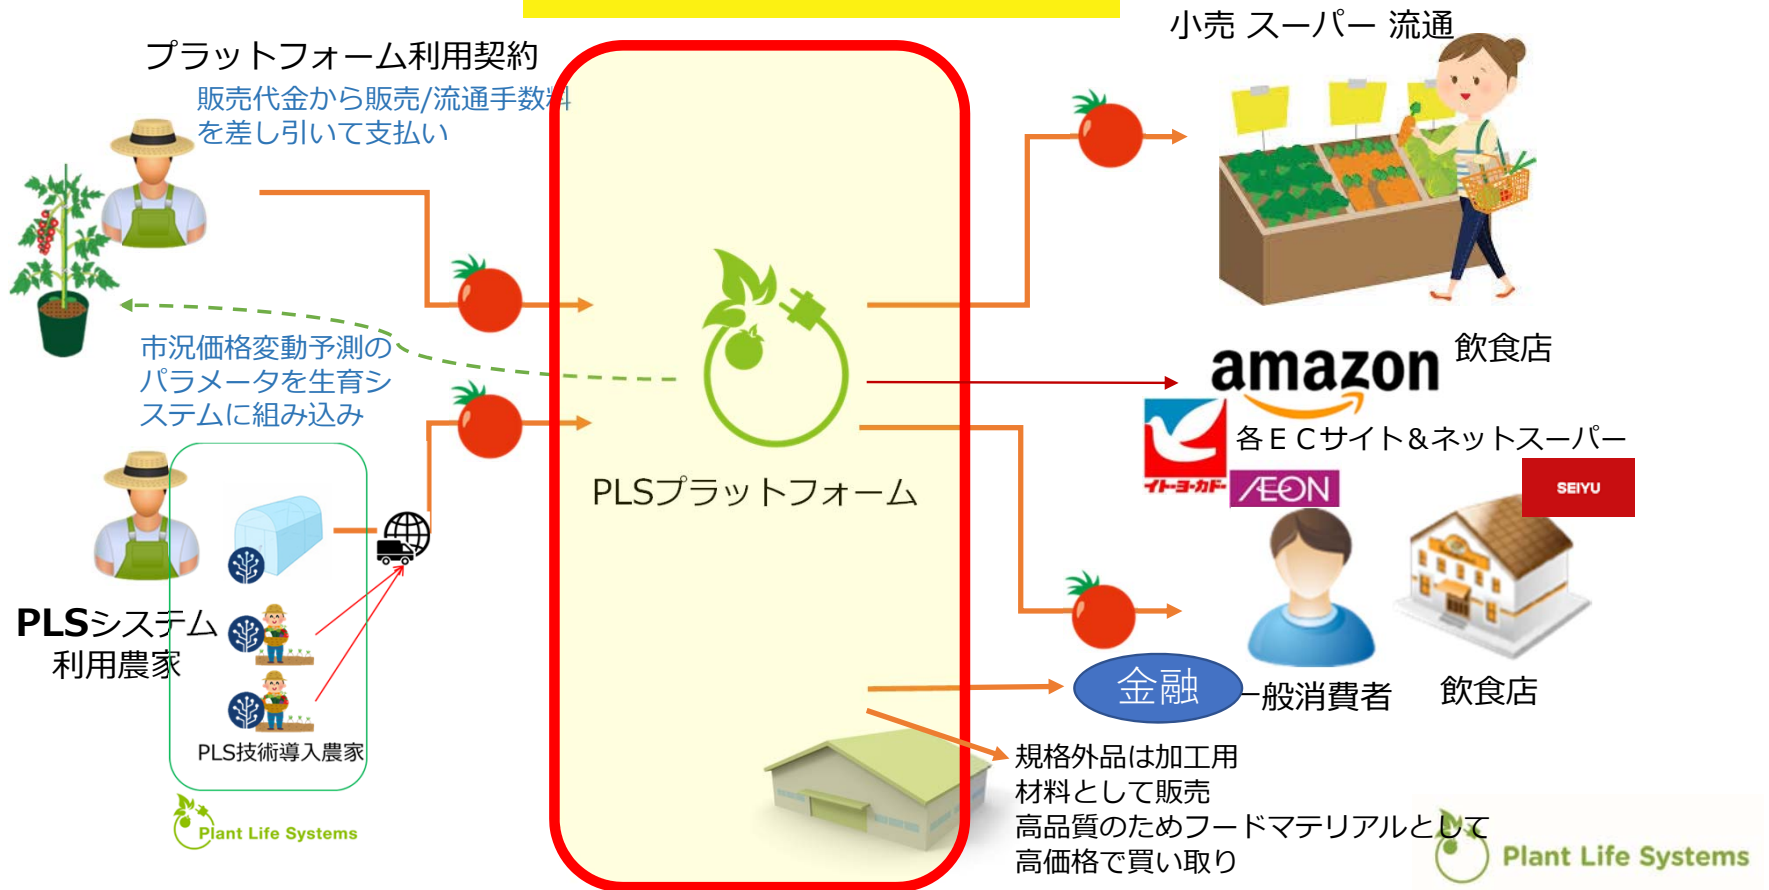 小売 スーパー 流通
プラットフォーム利用契約
販売代金から販売/流通手数料
を差し引いて支払い
市況価格変動予測の
パラメータを生育シ
ステムに組み込み
PLSシステム
利用農家
PLS技術導入農家
Plant Life Systems
PLSプラットフォーム
飲食店
amazon
各ECサイト&ネットスーパー
イトーヨーカドー
ÆON
SEIYU
金融
一般消費者
飲食店
規格外品は加工用
材料として販売
高品質のためフードマテリアルとして
高価格で買い取り
Plant Life Systems